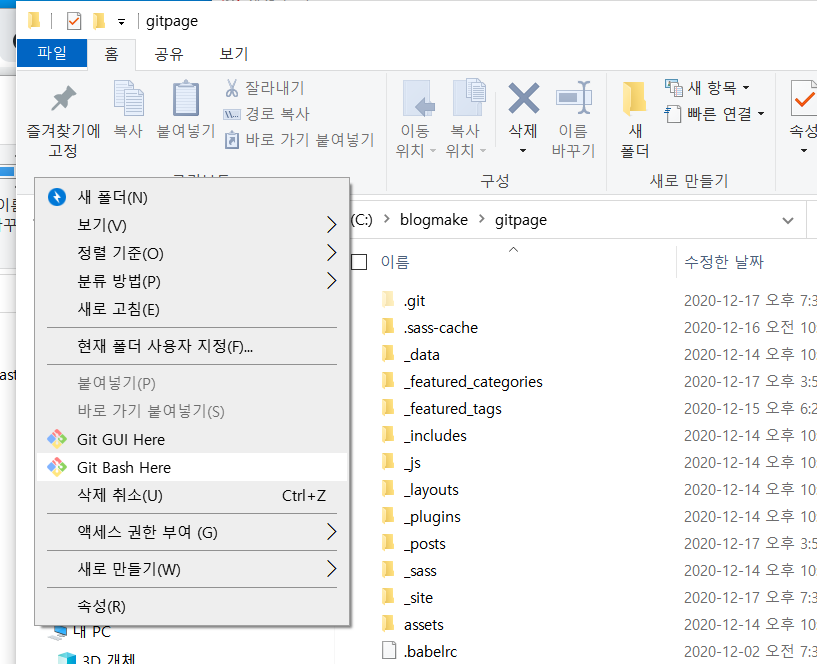 gitpage
파일
홈
공유
보기
즐겨찾기에
고정
복사
붙여넣기
잘라내기
경로 복사
바로 가기 붙여넣기
이동
위치
복사
위치
삭제
이름
바꾸기
새
폴더
새 항목
빠른 연결
속성
구성
새로 만들기
(C:) > blogmake > gitpage
이름
수정한 날짜
새 폴더(N)
보기(V)
정렬 기준(O)
분류 방법(P)
새로 고침(E)
현재 폴더 사용자 지정(F)...
붙여넣기(P)
바로 가기 붙여넣기(S)
Git GUI Here
Git Bash Here
삭제 취소(U) Ctrl+Z
액세스 권한 부여 (G)
새로 만들기(W)
속성(R)
내 PC
3D 개체
.git 2020-12-17 오후 7:3
.sass-cache 2020-12-16 오전 10:
_data 2020-12-14 오후 10:
_featured_categories 2020-12-17 오후 3:5
_featured_tags 2020-12-15 오후 6:2
_includes 2020-12-14 오후 10:
_js 2020-12-14 오후 10:
_layouts 2020-12-14 오후 10:
_plugins 2020-12-14 오후 10:
_posts 2020-12-17 오후 3:5
_sass 2020-12-14 오후 10:
_site 2020-12-17 오후 7:3
assets 2020-12-14 오후 10:
.babelrc 2020-12-02 오후 7:3